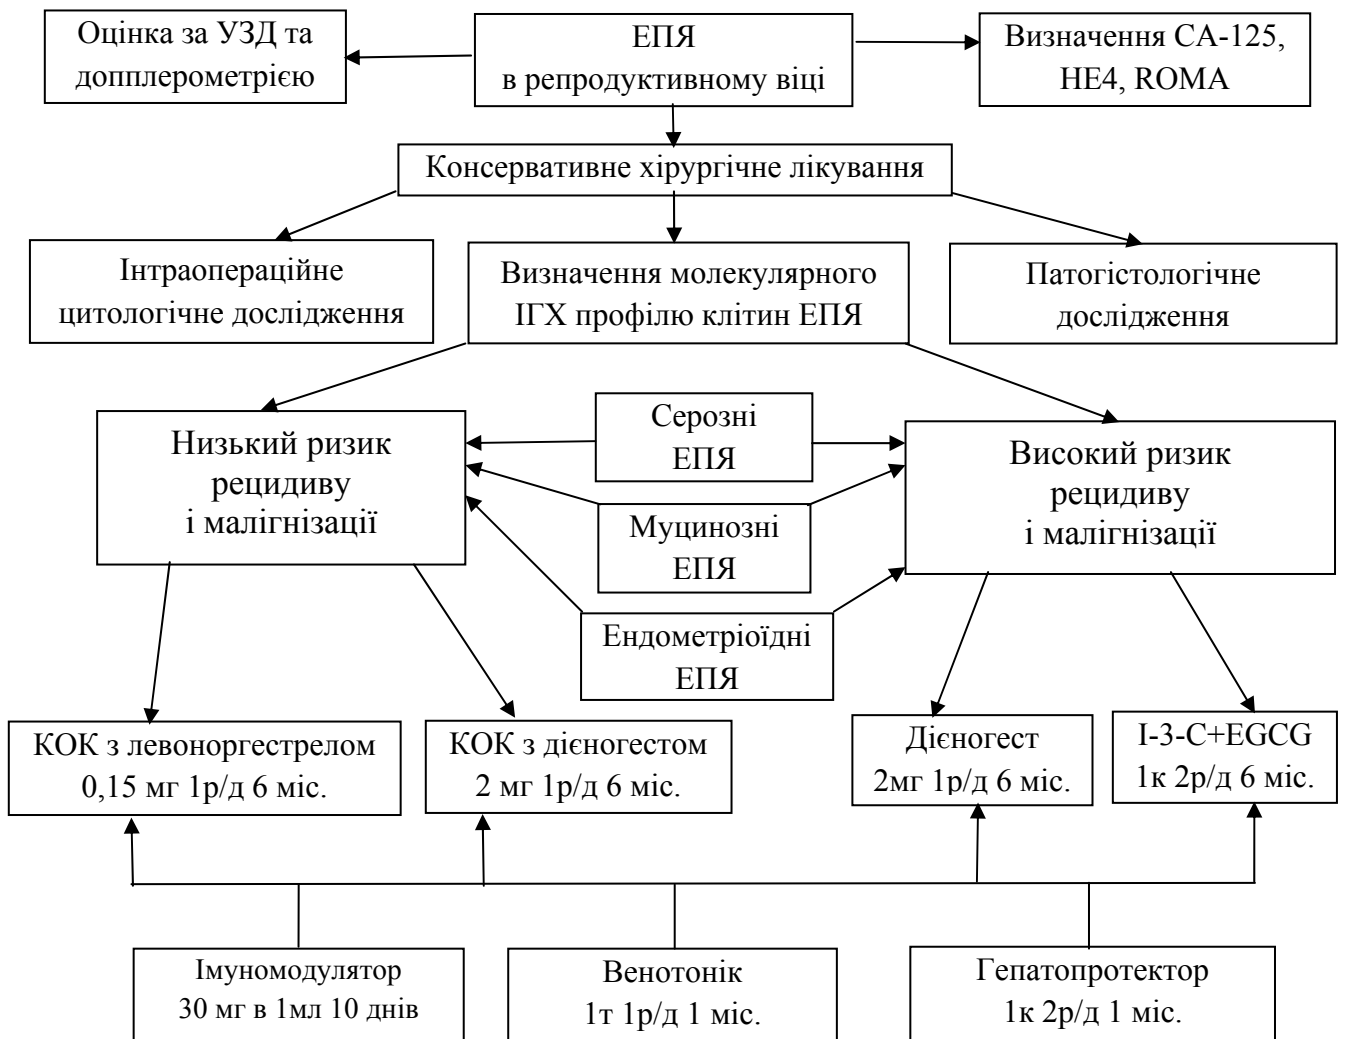 Оцінка за УЗД та
допплерометрією
ЕПЯ
в репродуктивному віці
Визначення СА-125,
НЕ4, ROMA
Консервативне хірургічне лікування
Інтраопераційне
цитологічне дослідження
Визначення молекулярного
ІГХ профілю клітин ЕПЯ
Патогістологічне
дослідження
Низький ризик
рецидиву
і малігнізації
Серозні
ЕПЯ
Муцинозні
ЕПЯ
Ендометріоїдні
ЕПЯ
Високий ризик
рецидиву
і малігнізації
КОК з левоноргестрелом
0,15 мг 1р/д 6 міс.
КОК з дієногестом
2 мг 1р/д 6 міс.
Дієногест
2мг 1р/д 6 міс.
I-3-C+EGCG
1к 2р/д 6 міс.
Імуномодулятор
30 мг в 1мл 10 днів
Венотонік
1т 1р/д 1 міс.
Гепатопротектор
1к 2р/д 1 міс.